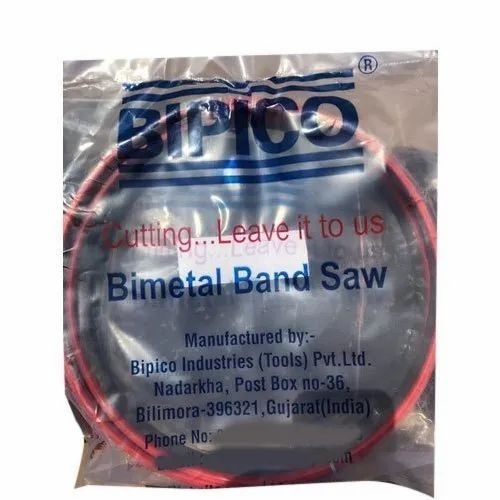 BIPICO ®
Cutting...Leave it to us
Bimetal Band Saw
Manufactured by:-
Bipico Industries (Tools) Pvt.Ltd.
Nadarkha, Post Box no-36,
Bilimora-396321,Gujarat(India)
Phone No: